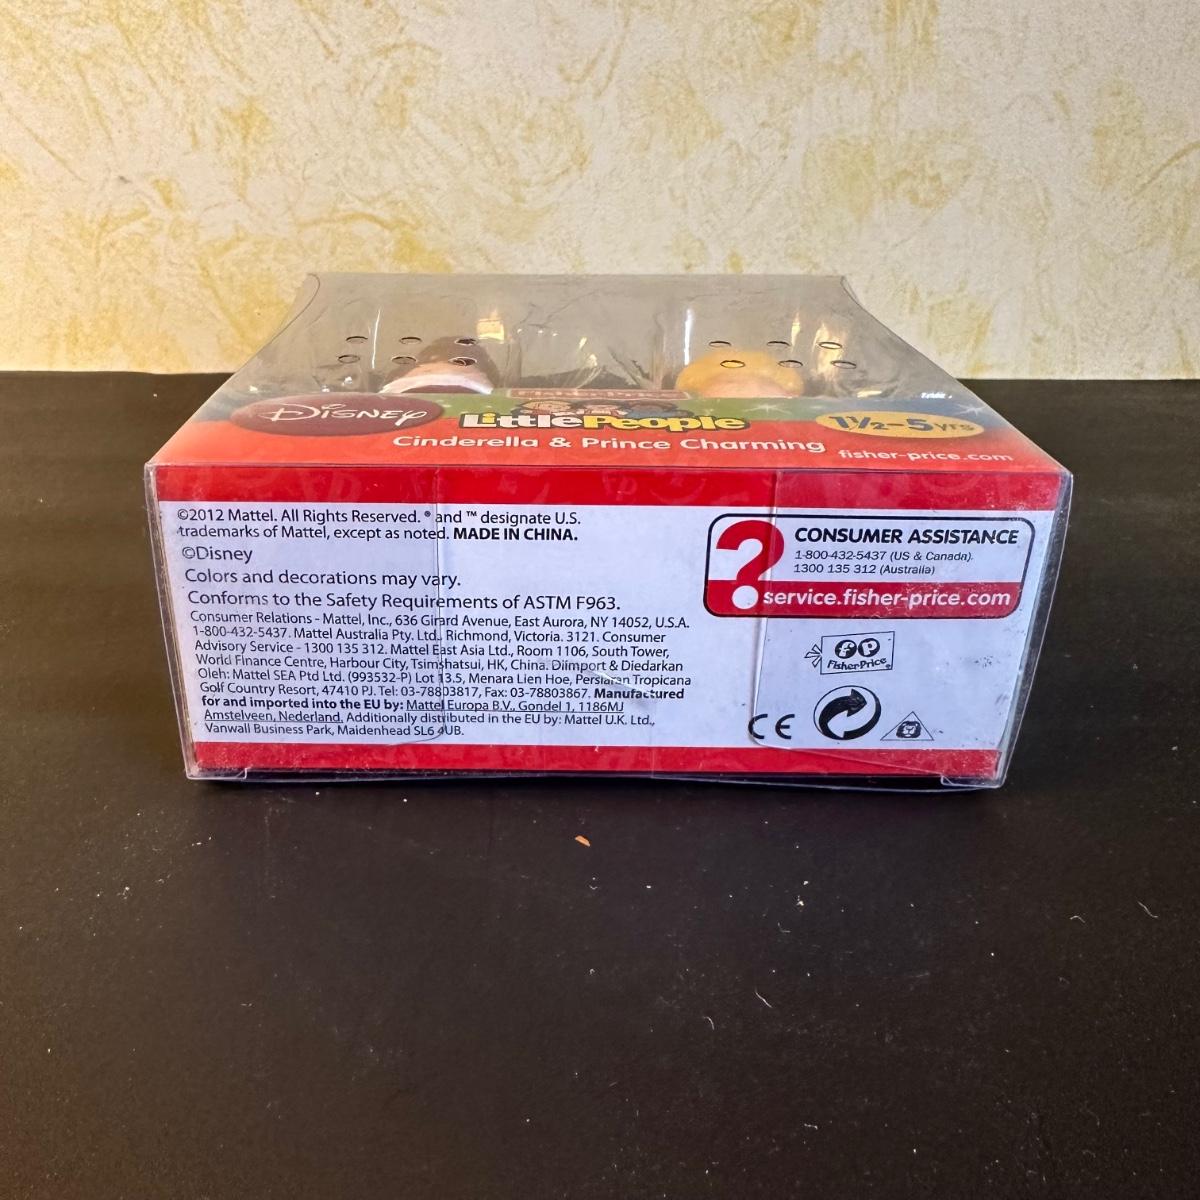 DISNEY
Little People
1½-5 yrs
Cinderella & Prince Charming
fisher-price.com
©2012 Mattel. All Rights Reserved. ® and ™ designate U.S.
trademarks of Mattel, except as noted. MADE IN CHINA.
©Disney
Colors and decorations may vary.
Conforms to the Safety Requirements of ASTM F963.
Consumer Relations - Mattel, Inc., 636 Girard Avenue, East Aurora, NY 14052, U.S.A.
1-800-432-5437. Mattel Australia Pty. Ltd., Richmond, Victoria. 3121. Consumer
Advisory Service - 1300 135 312. Mattel East Asia Ltd., Room 1106, South Tower,
World Finance Centre, Harbour City, Tsimshatsui, HK, China. Diimport & Diedarkan
Oleh: Mattel SEA Ptd Ltd. (993532-P) Lot 13.5, Menara Lien Hoe, Persiaran Tropicana
Golf Country Resort, 47410 PJ. Tel: 03-78803817, Fax: 03-78803867. Manufactured
for and imported into the EU by: Mattel Europa B.V., Gondel 1, 1186MJ
Amstelveen, Nederland. Additionally distributed in the EU by: Mattel U.K. Ltd.,
Vanwall Business Park, Maidenhead SL6 4UB.
?
CONSUMER ASSISTANCE
1-800-432-5437 (US & Canada).
1300 135 312 (Australia)
service.fisher-price.com
fP
Fisher-Price®
CE